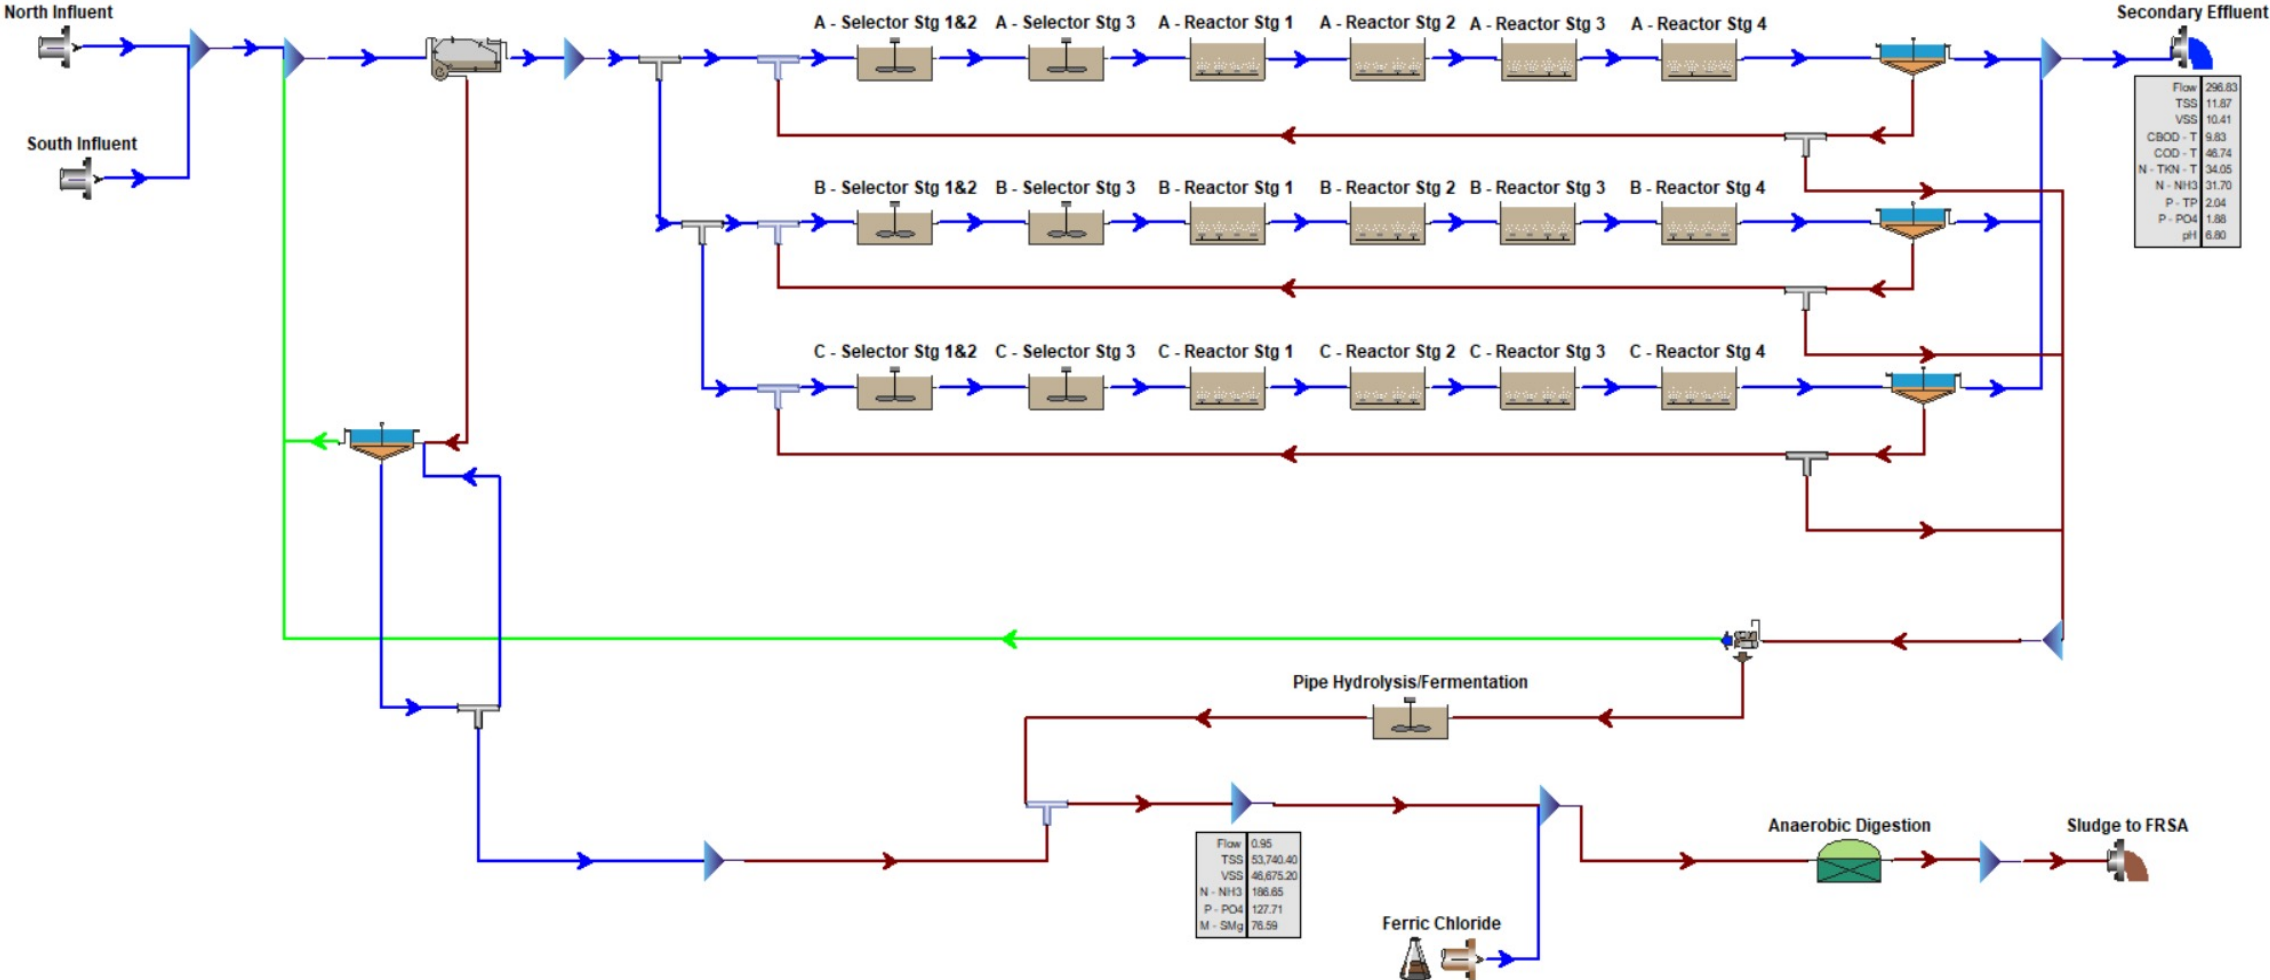 North Influent
A - Selector Stg 1&2 A - Selector Stg 3 A - Reactor Stg 1 A - Reactor Stg 2 A - Reactor Stg 3 A - Reactor Stg 4
Secondary Effluent
Flow 296.83
TSS 11.87
VSS 10.41
CBOD - T 9.83
COD - T 46.74
N - TKN - T 34.05
N - NH3 31.70
P - TP 2.04
P - PO4 1.86
pH 6.80
South Influent
B - Selector Stg 1&2 B - Selector Stg 3 B - Reactor Stg 1 B - Reactor Stg 2 B - Reactor Stg 3 B - Reactor Stg 4
C - Selector Stg 1&2 C - Selector Stg 3 C - Reactor Stg 1 C - Reactor Stg 2 C - Reactor Stg 3 C - Reactor Stg 4
Pipe Hydrolysis/Fermentation
Flow 0.95
TSS 53,740.40
VSS 46,675.20
N - NH3 186.65
P - PO4 127.71
M - SMg 76.59
Anaerobic Digestion
Sludge to FRSA
Ferric Chloride